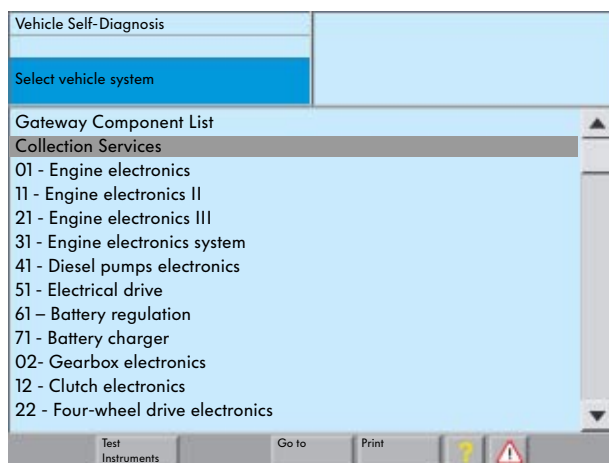 Vehicle Self-Diagnosis
Select vehicle system
Gateway Component List
Collection Services
01 - Engine electronics
11 - Engine electronics II
21 - Engine electronics III
31 - Engine electronics system
41 - Diesel pumps electronics
51 - Electrical drive
61 – Battery regulation
71 - Battery charger
02- Gearbox electronics
12 - Clutch electronics
22 - Four-wheel drive electronics
Test
Instruments
Go to
Print
?